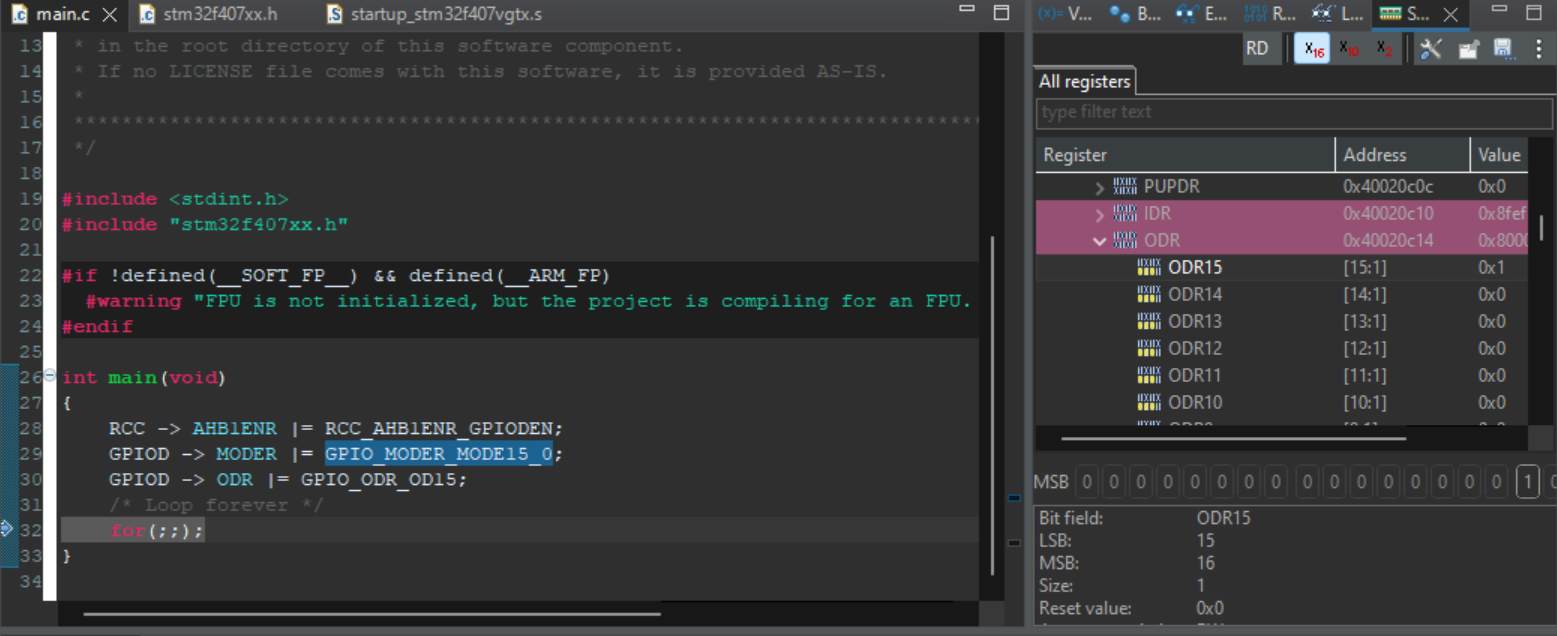 main.c stm32f407xx.h startup_stm32f407vgtx.s
13 * in the root directory of this software component.
14 * If no LICENSE file comes with this software, it is provided AS-IS.
15 *
16 ******************************************************************************
17 */
18
19 #include <stdint.h>
20 #include "stm32f407xx.h"
21
22 #if !defined(__SOFT_FP__) && defined(__ARM_FP)
23 #warning "FPU is not initialized, but the project is compiling for an FPU.
24 #endif
25
26 int main(void)
27 {
28 RCC -> AHB1ENR |= RCC_AHB1ENR_GPIODEN;
29 GPIOD -> MODER |= GPIO_MODER_MODE15_0;
30 GPIOD -> ODR |= GPIO_ODR_OD15;
31 /* Loop forever */
32 for(;;);
33 }
34
(x)= V... B... E... R... L... S...
RD X16 X10 X2
All registers
type filter text
Register Address Value
PUPDR 0x40020c0c 0x0
IDR 0x40020c10 0x8fef
ODR 0x40020c14 0x800
ODR15 [15:1] 0x1
ODR14 [14:1] 0x0
ODR13 [13:1] 0x0
ODR12 [12:1] 0x0
ODR11 [11:1] 0x0
ODR10 [10:1] 0x0
MSB 0 0 0 0 0 0 0 0 0 0 0 0 0 0 0 0 1 0
Bit field: ODR15
LSB: 15
MSB: 16
Size: 1
Reset value: 0x0